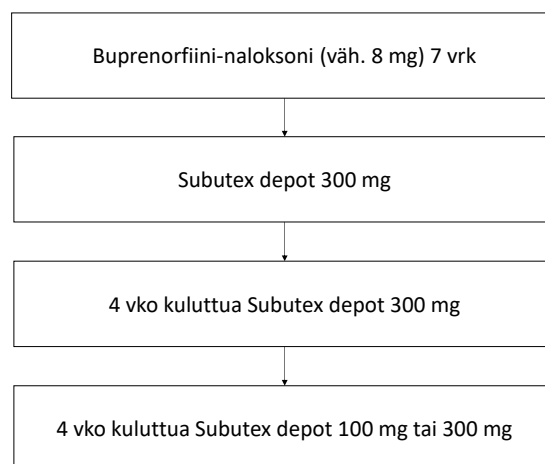 Buprenorfiini-naloksoni (väh. 8 mg) 7 vrk
Subutex depot 300 mg
4 vko kuluttua Subutex depot 300 mg
4 vko kuluttua Subutex depot 100 mg tai 300 mg